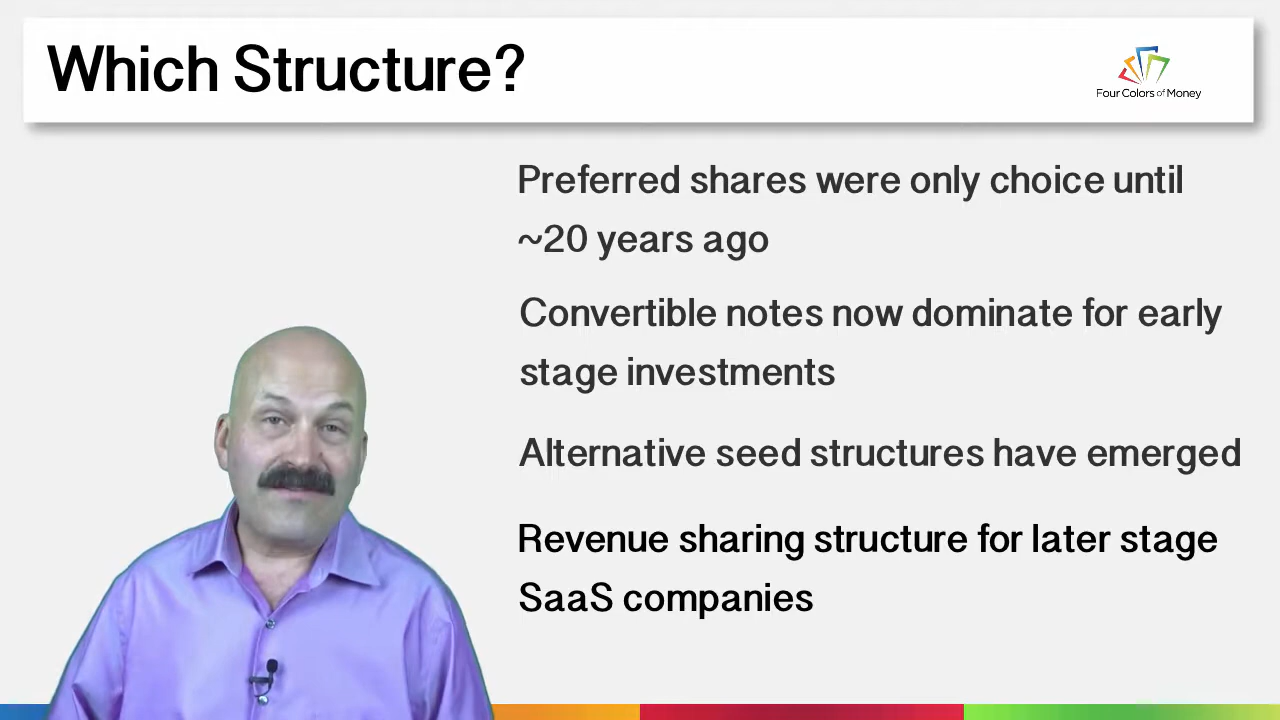 Which Structure?
Four Colors of Money
Preferred shares were only choice until
~20 years ago
Convertible notes now dominate for early
stage investments
Alternative seed structures have emerged
Revenue sharing structure for later stage
SaaS companies